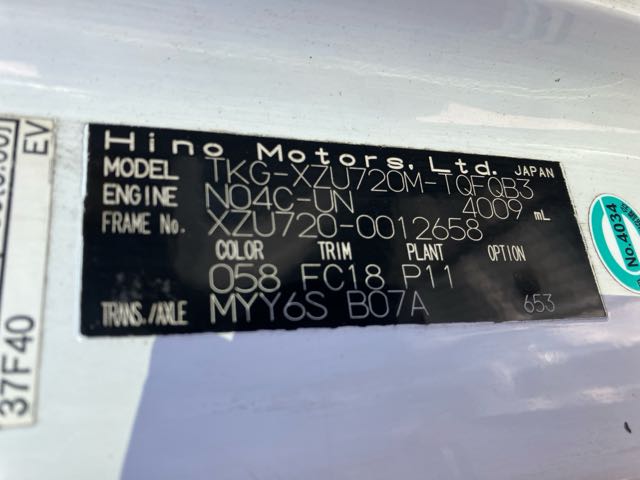 Hino Motors, Ltd. JAPAN
MODEL TKG-XZU720M-TQFQB3
ENGINE N04C-UN 4009 mL
FRAME No. XZU720-0012658
COLOR TRIM PLANT OPTION
058 FC18 P11
TRANS./AXLE MYY6S B07A 653
No.4034
EV
37F40